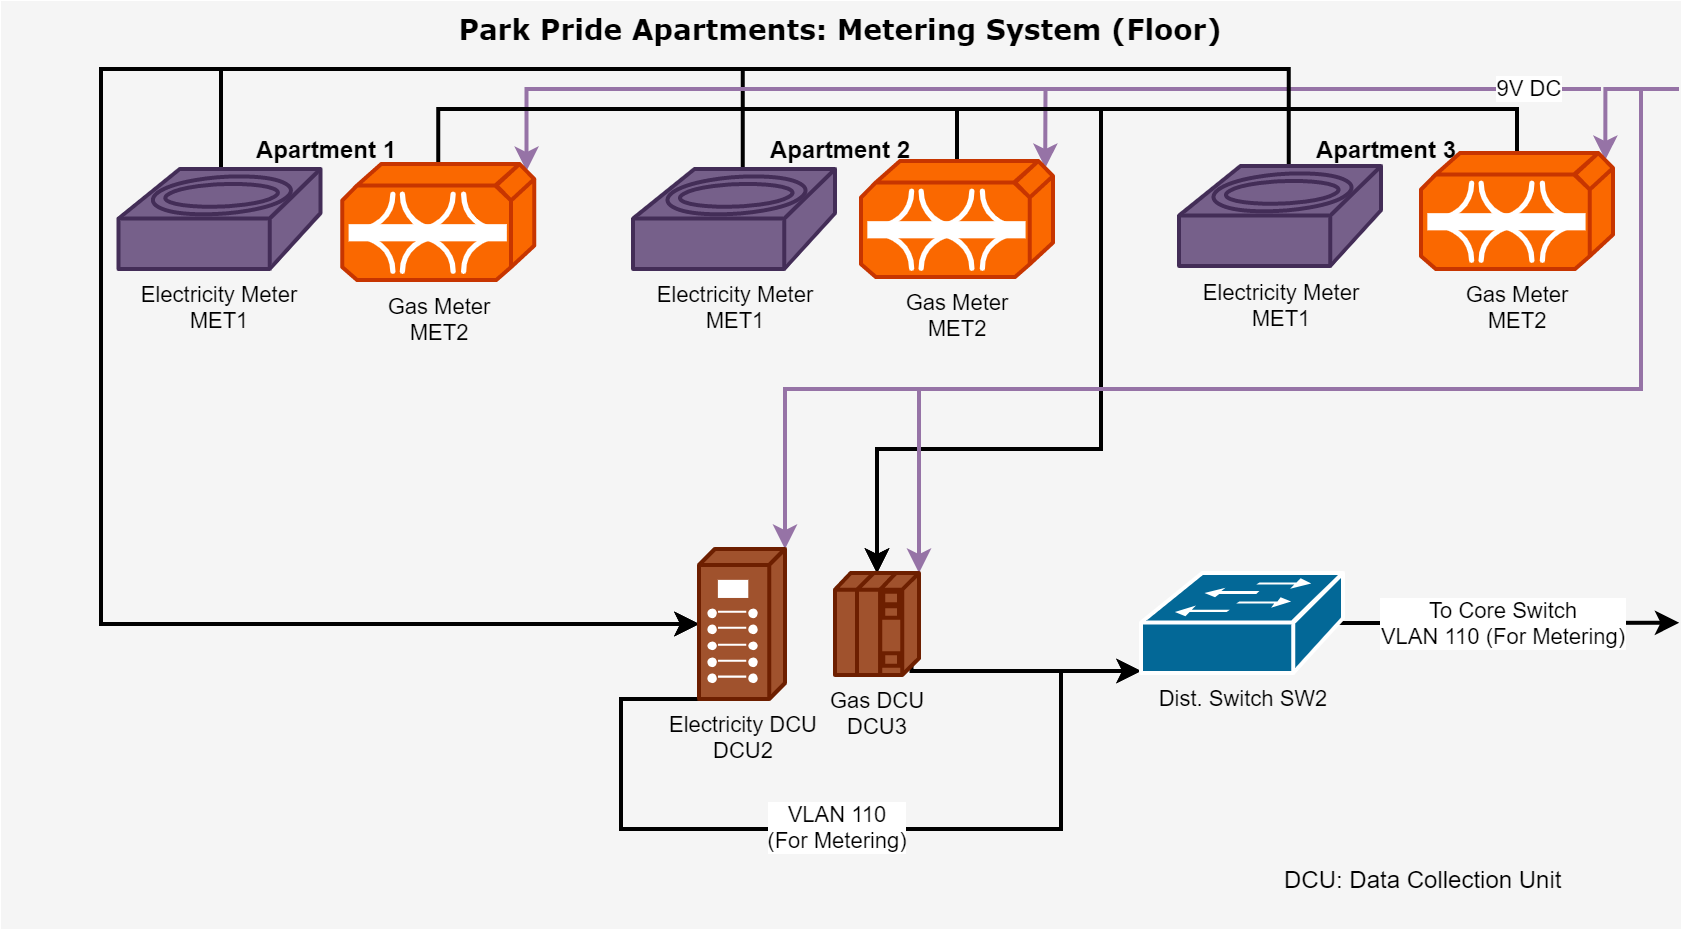 Park Pride Apartments: Metering System (Floor)
9V DC
Apartment 1
Apartment 2
Apartment 3
Electricity Meter
MET1
Gas Meter
MET2
Electricity Meter
MET1
Gas Meter
MET2
Electricity Meter
MET1
Gas Meter
MET2
To Core Switch
VLAN 110 (For Metering)
Electricity DCU
DCU2
Gas DCU
DCU3
Dist. Switch SW2
VLAN 110
(For Metering)
DCU: Data Collection Unit